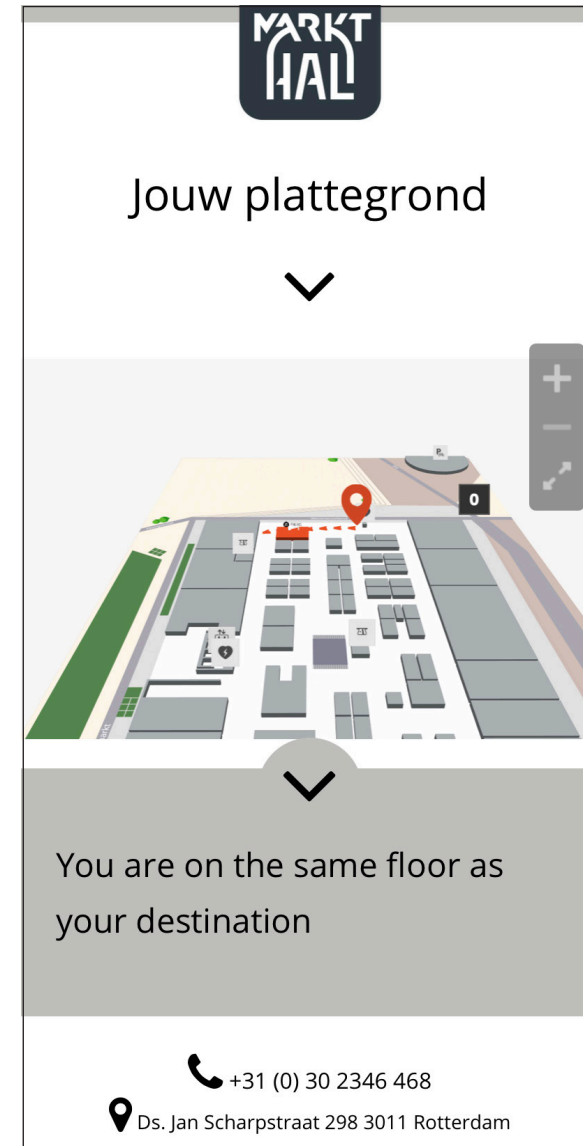 MARKT
HAL
Jouw plattegrond
P
0
You are on the same floor as
your destination
+31 (0) 30 2346 468
Ds. Jan Scharpstraat 298 3011 Rotterdam